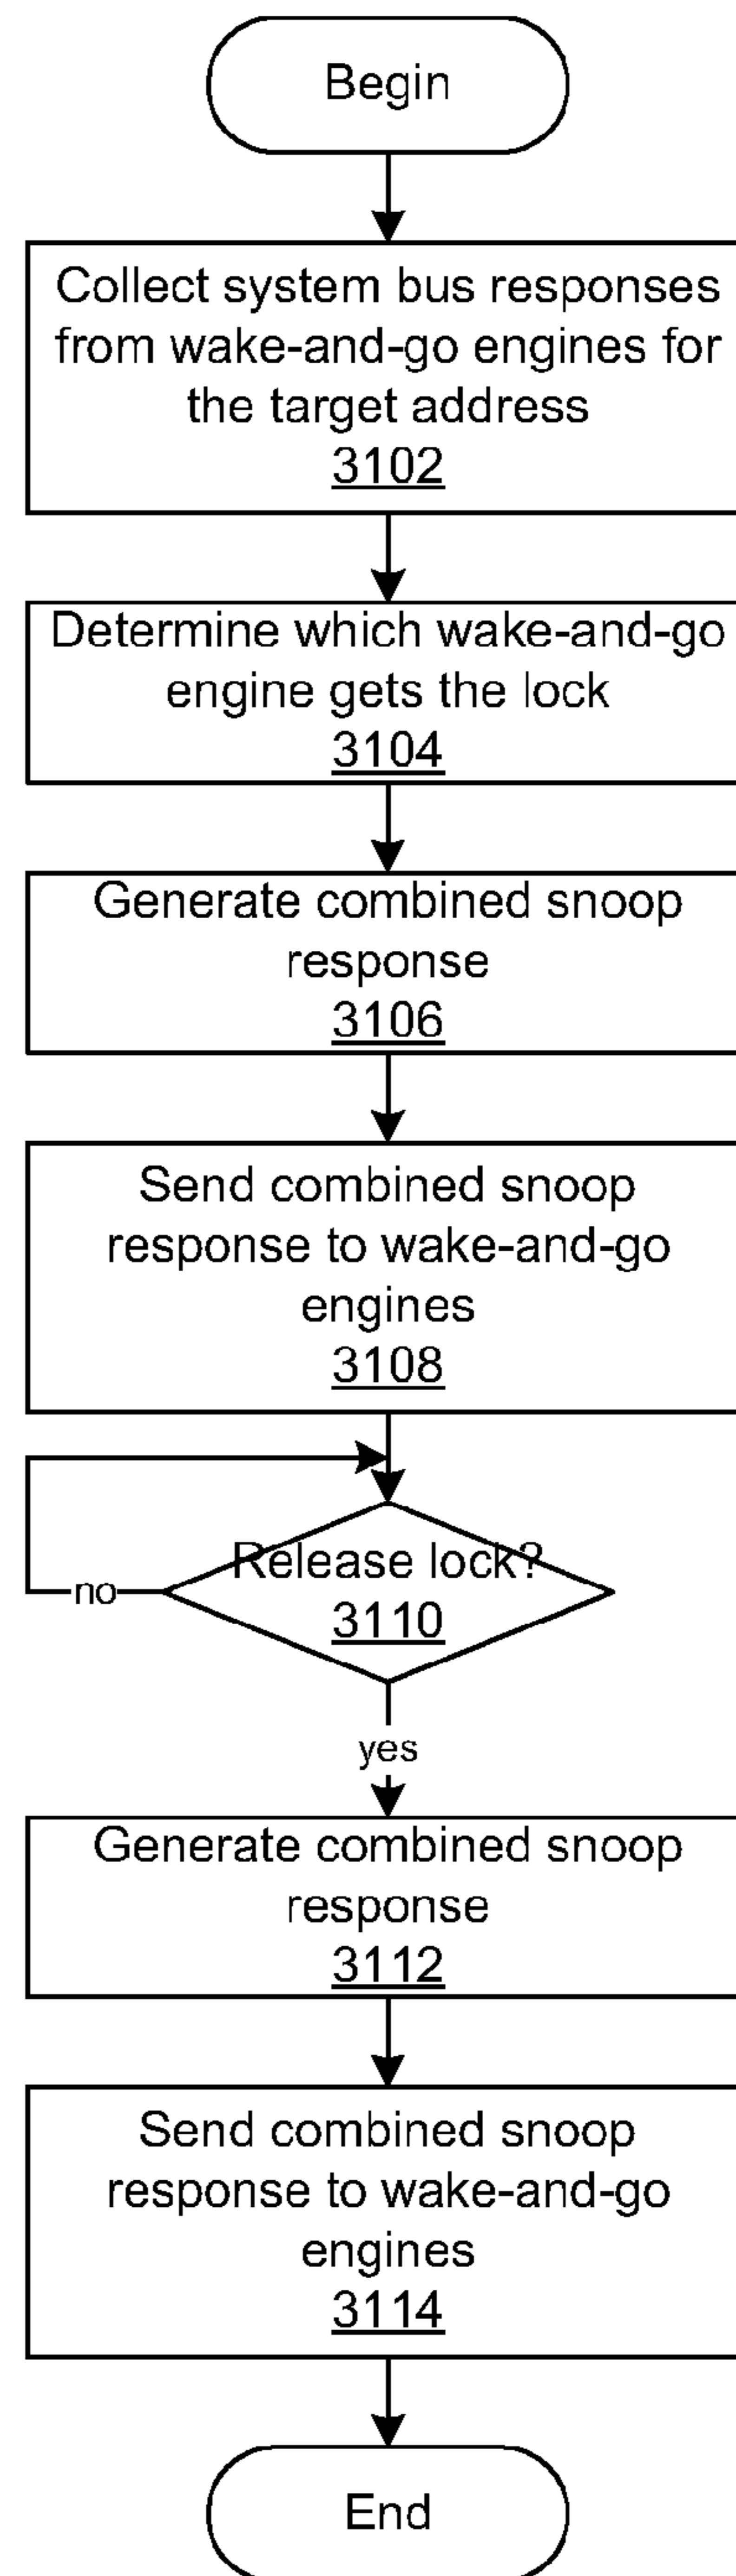 Begin
Collect system bus responses
from wake-and-go engines for
the target address
3102
Determine which wake-and-go
engine gets the lock
3104
Generate combined snoop
response
3106
Send combined snoop
response to wake-and-go
engines
3108
Release lock?
no
3110
yes
Generate combined snoop
response
3112
Send combined snoop
response to wake-and-go
engines
3114
End